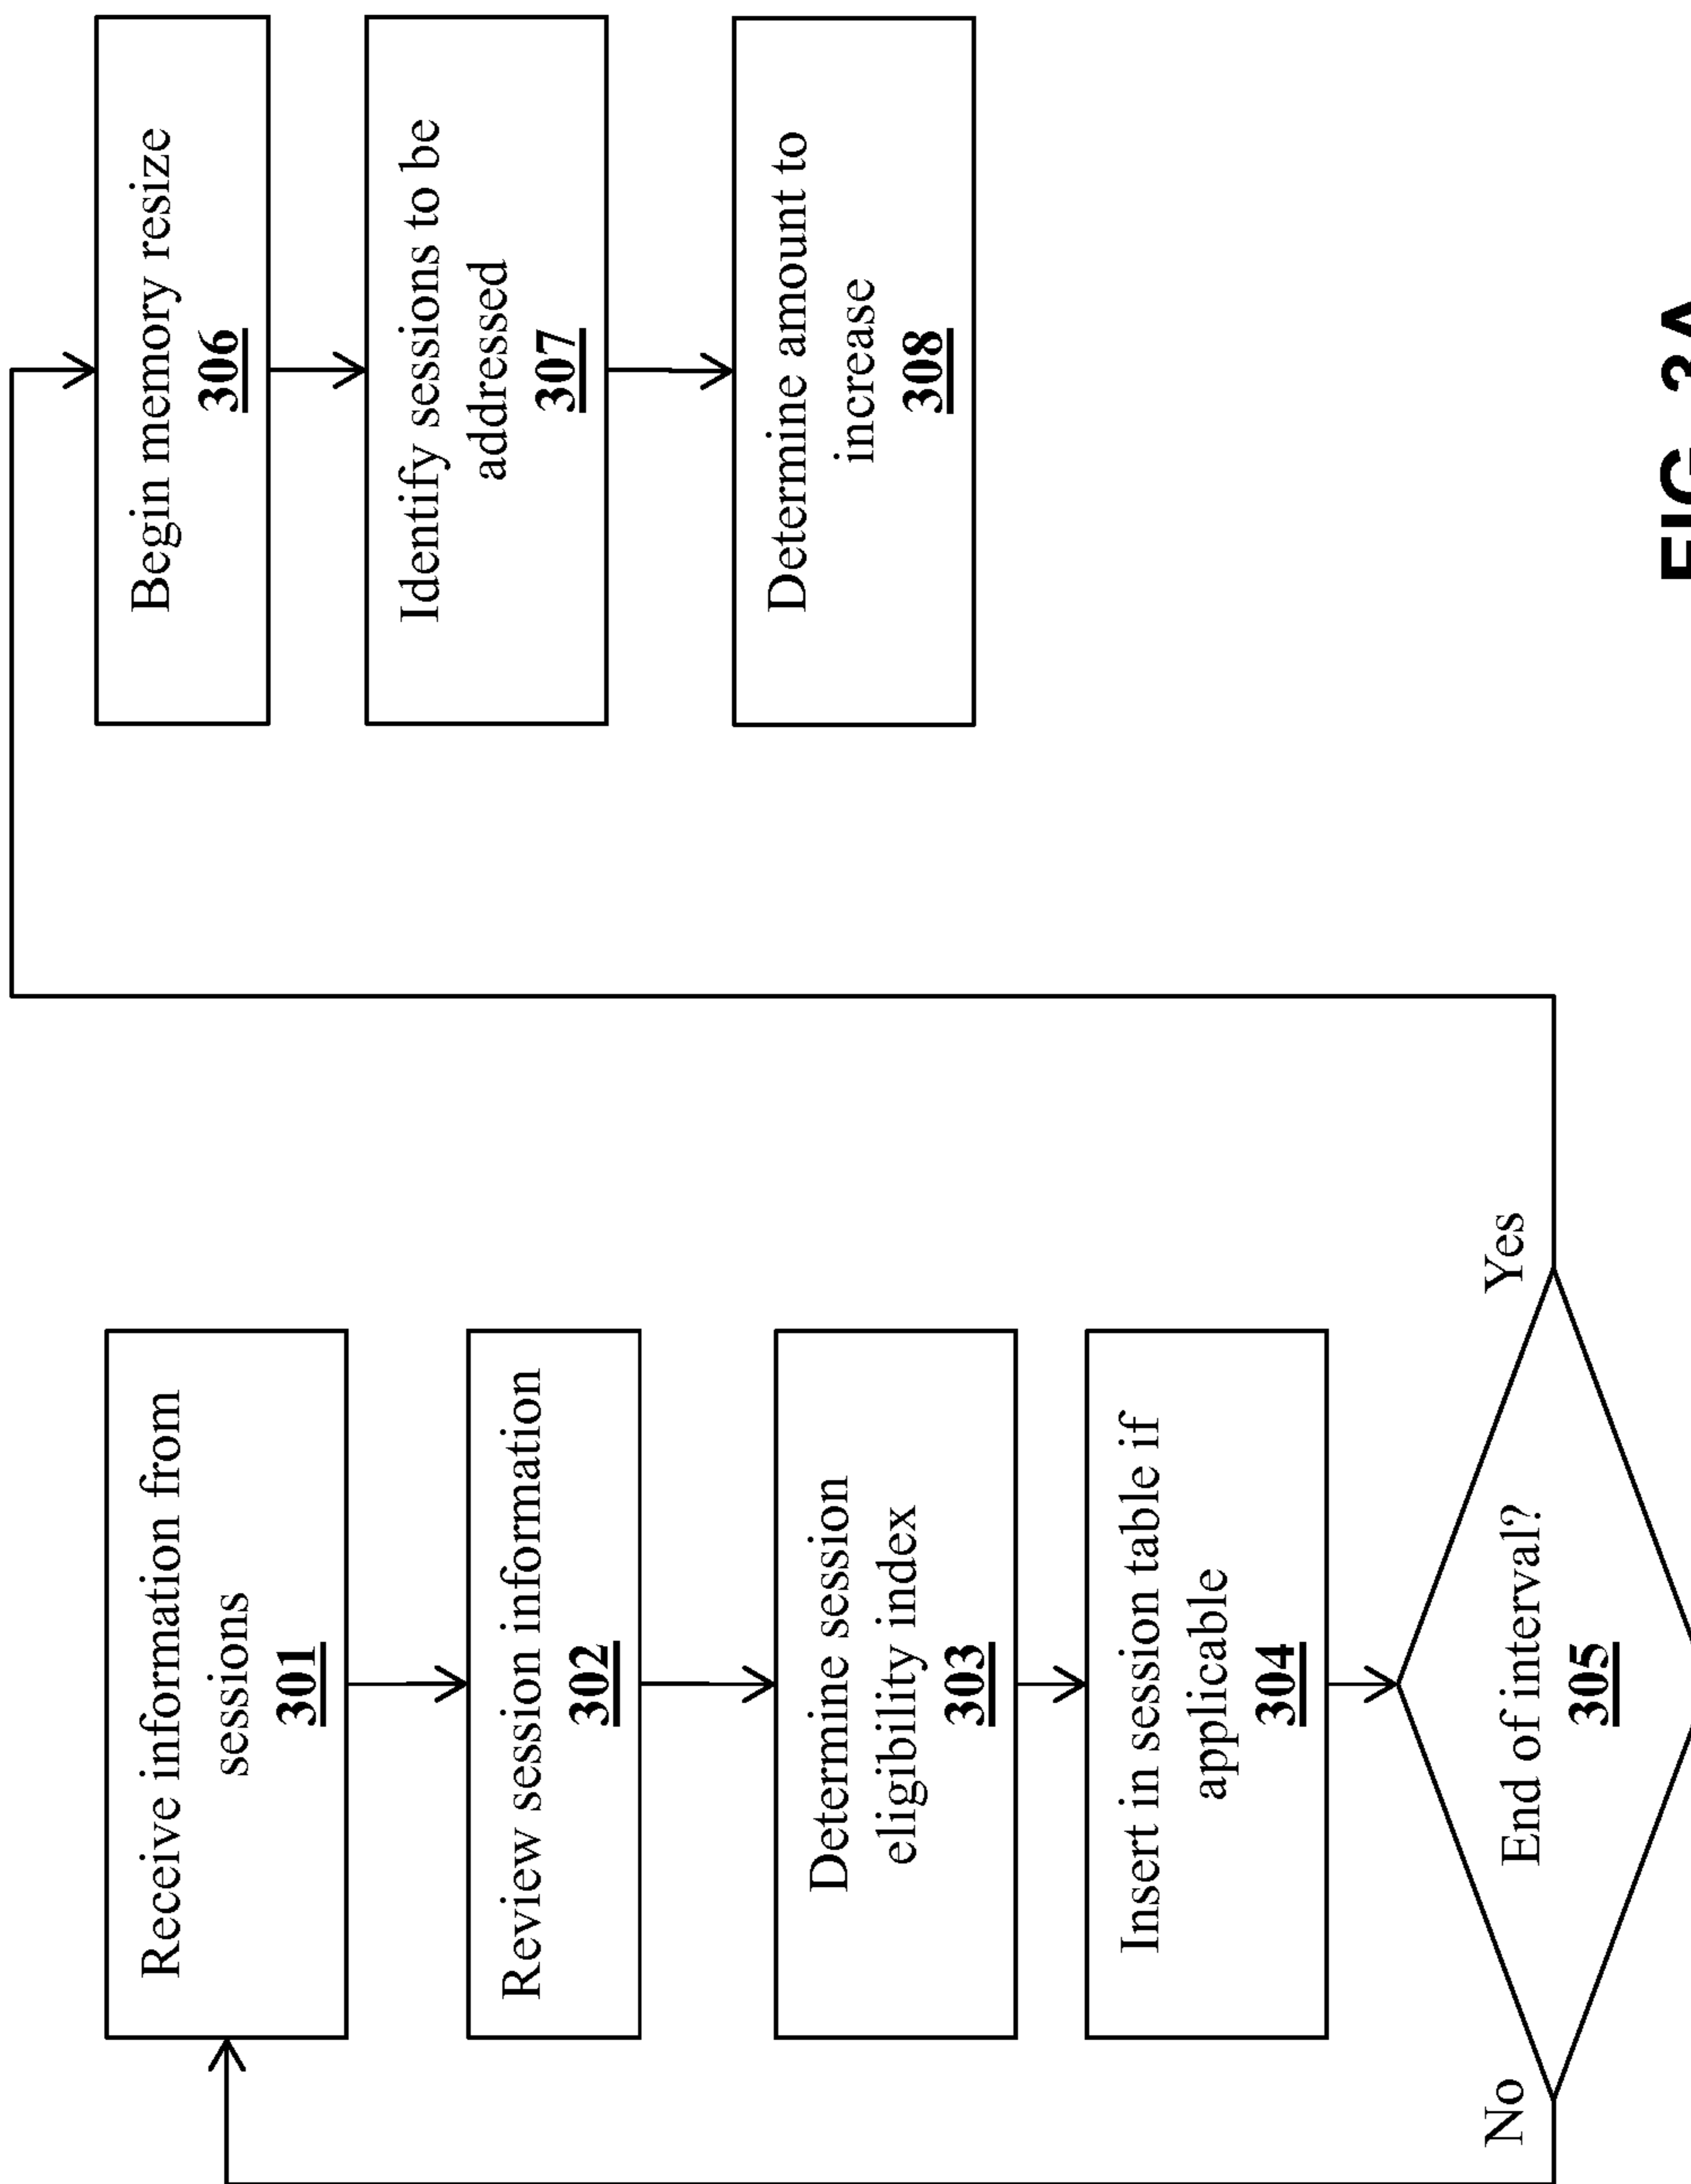 Receive information from
sessions
301
Review session information
302
Determine session
eligibility index
303
Insert in session table if
applicable
304
End of interval?
305
No
Yes
Begin memory resize
306
Identify sessions to be
addressed
307
Determine amount to
increase
308
FIG. 3A